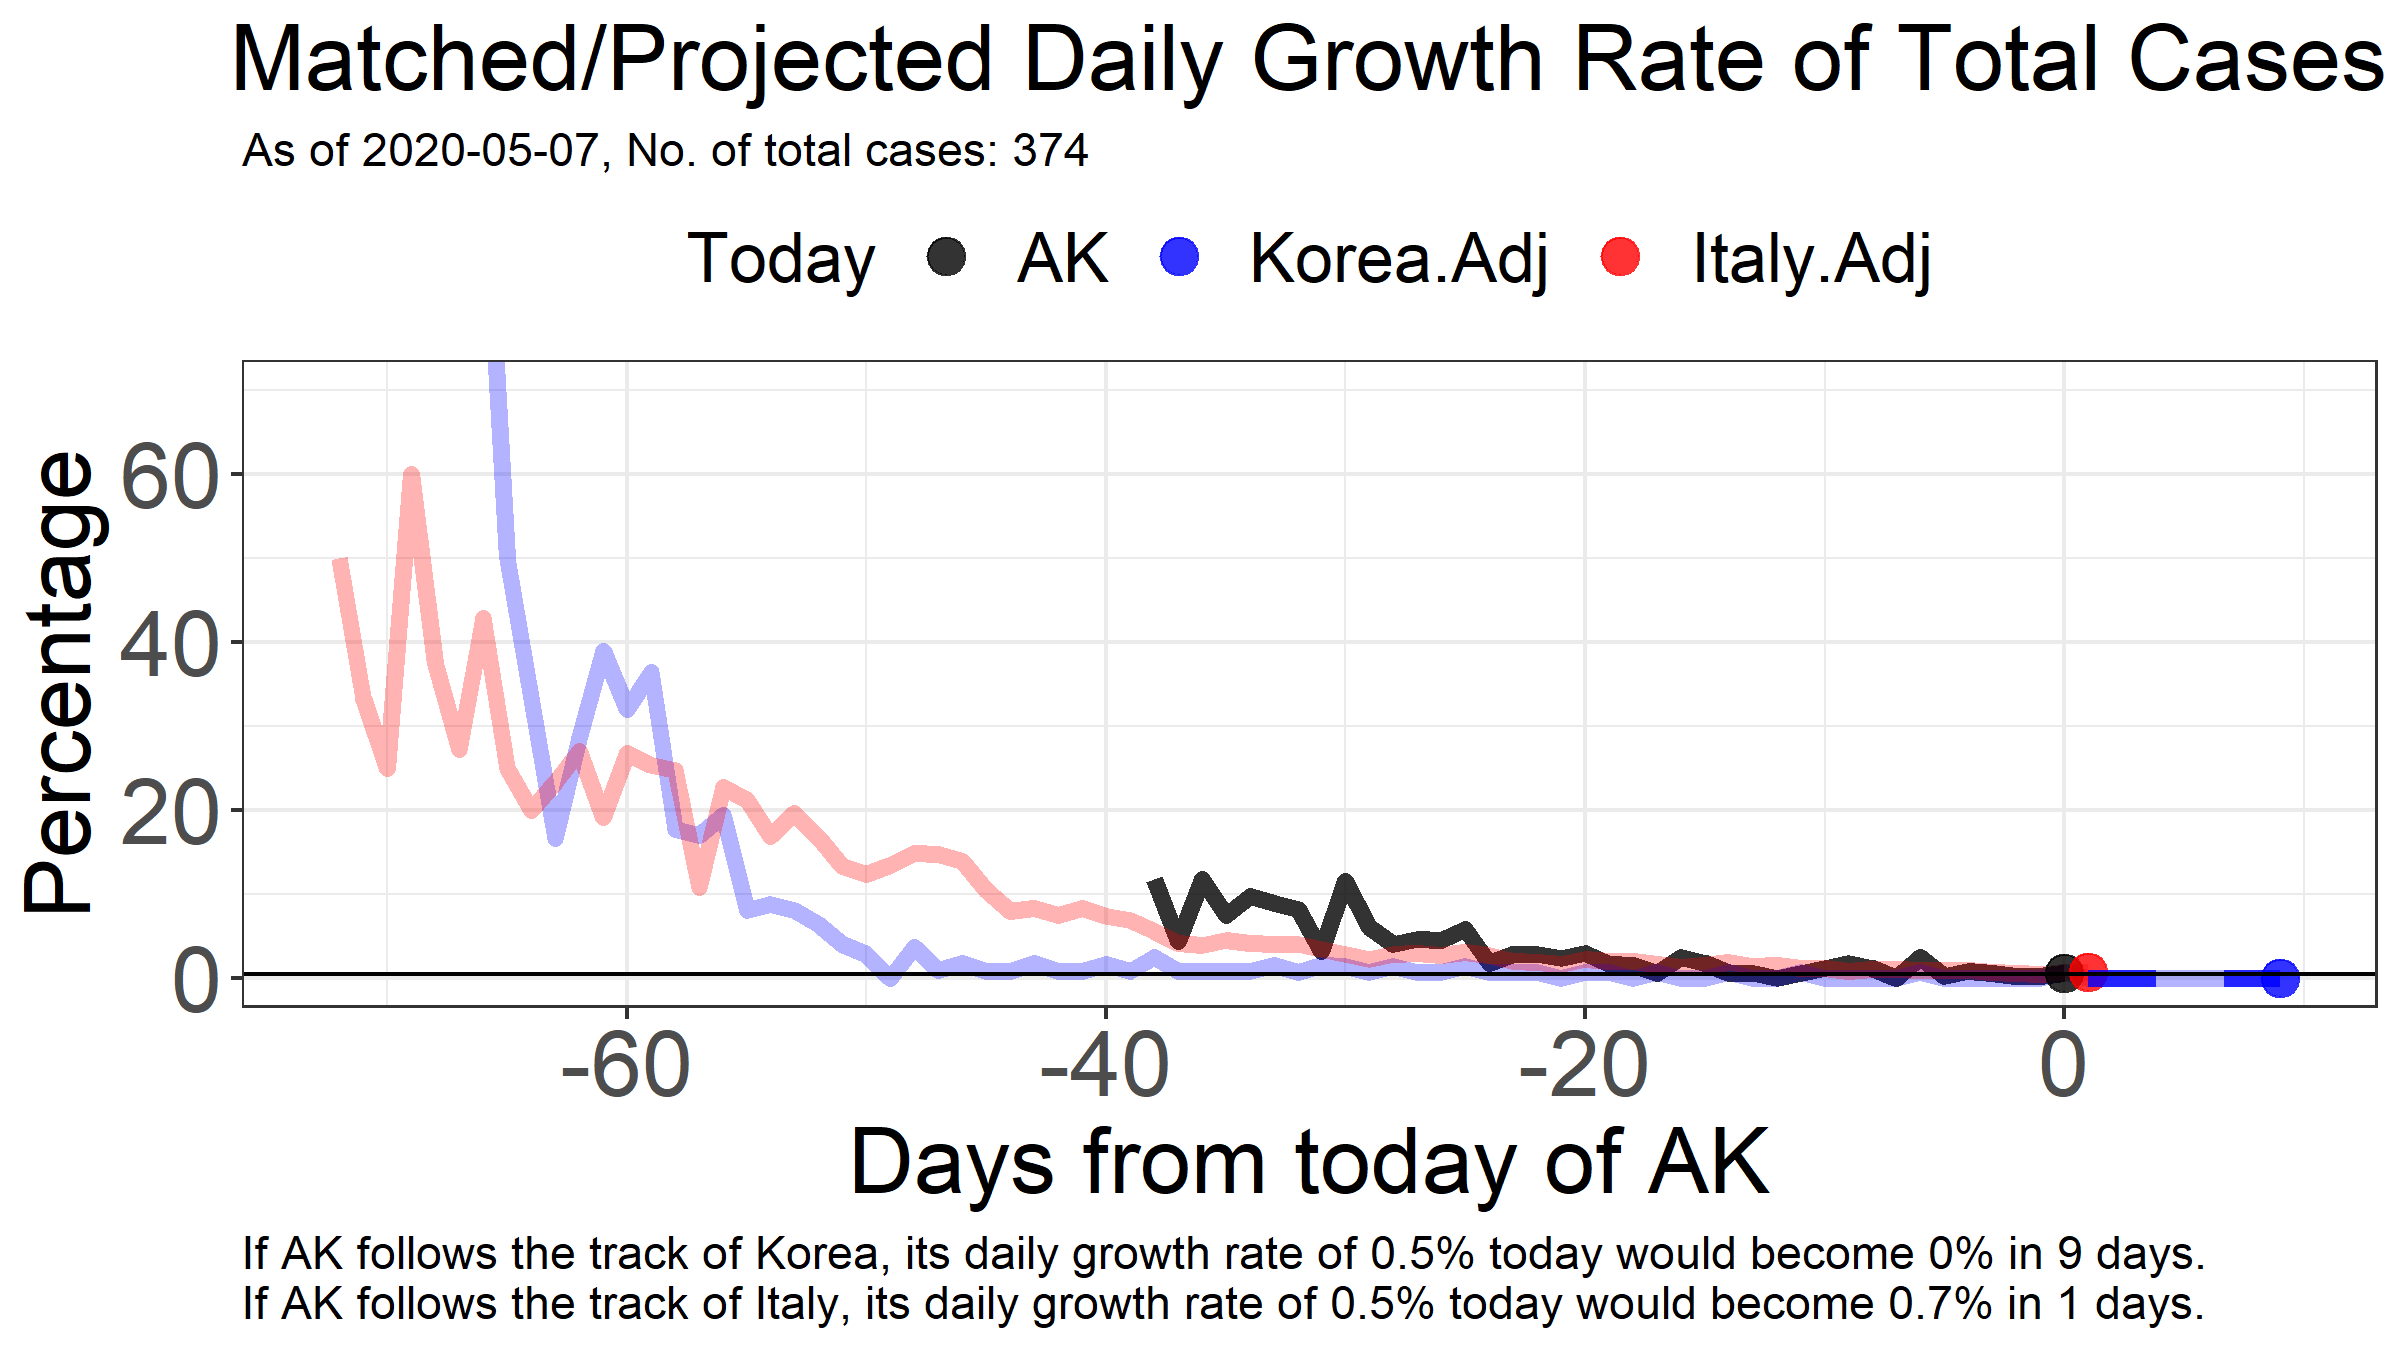 Matched/Projected Daily Growth Rate of Total Cases
As of 2020-05-07, No. of total cases: 374
Today AK Korea.Adj Italy.Adj
Percentage
60
40
20
0
-60 -40 -20 0
Days from today of AK
If AK follows the track of Korea, its daily growth rate of 0.5% today would become 0% in 9 days.
If AK follows the track of Italy, its daily growth rate of 0.5% today would become 0.7% in 1 days.